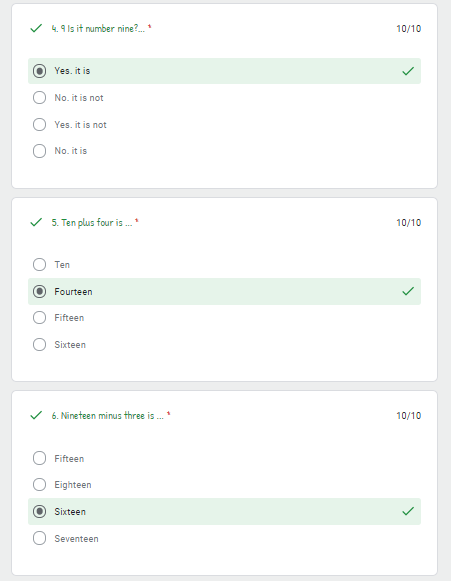 4. 9 Is it number nine?... *
10/10
Yes. it is
No. it is not
Yes. it is not
No. it is
5. Ten plus four is ... *
10/10
Ten
Fourteen
Fifteen
Sixteen
6. Nineteen minus three is ... *
10/10
Fifteen
Eighteen
Sixteen
Seventeen